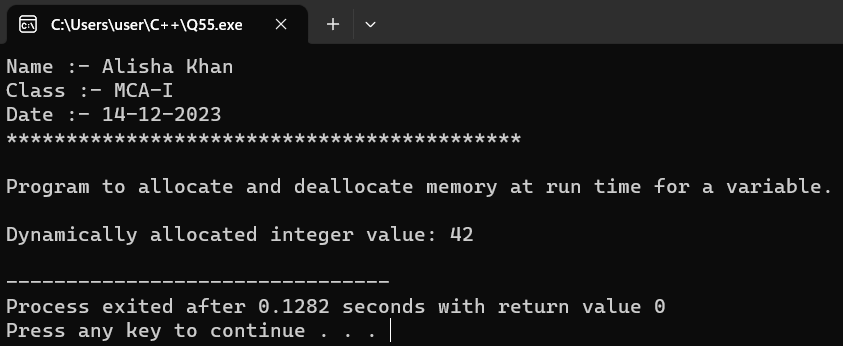 C:\Users\user\C++\Q55.exe
Name :- Alisha Khan
Class :- MCA-I
Date :- 14-12-2023
*******************************************
Program to allocate and deallocate memory at run time for a variable.
Dynamically allocated integer value: 42
--------------------------------
Process exited after 0.1282 seconds with return value 0
Press any key to continue . . .